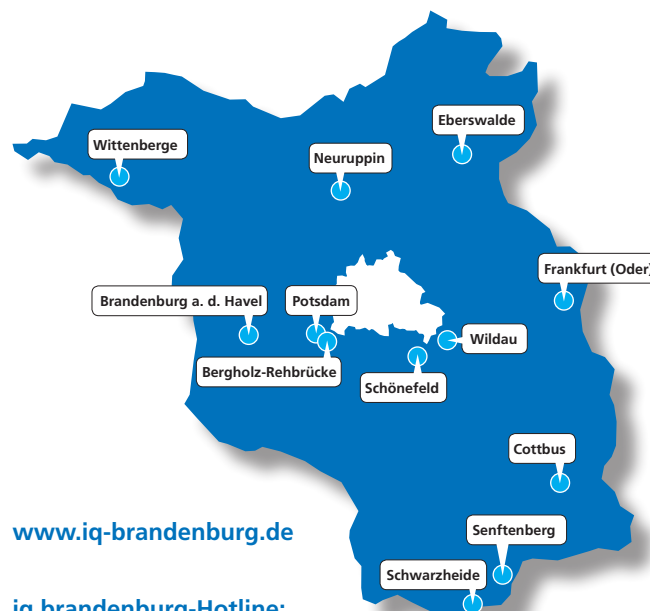 Eberswalde
Wittenberge
Neuruppin
Frankfurt (Oder)
Brandenburg a. d. Havel
Potsdam
Wildau
Bergholz-Rehbrücke
Schönefeld
Cottbus
www.iq-brandenburg.de
Senftenberg
Schwarzheide
iq brandenburg-Hotline: